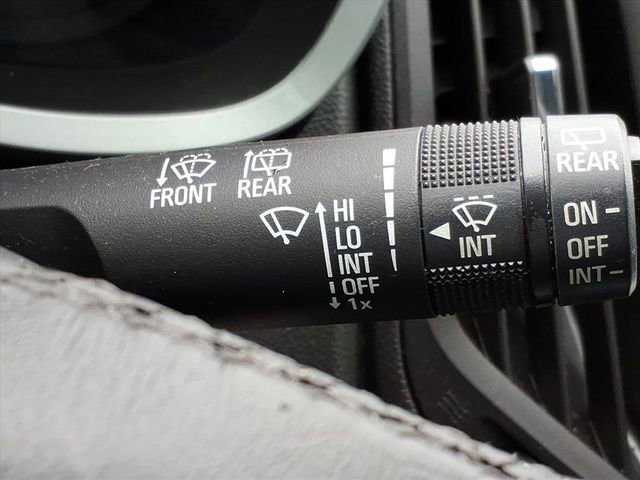 FRONT
REAR
HI
LO
INT
OFF
1x
INT
REAR
ON
OFF
INT